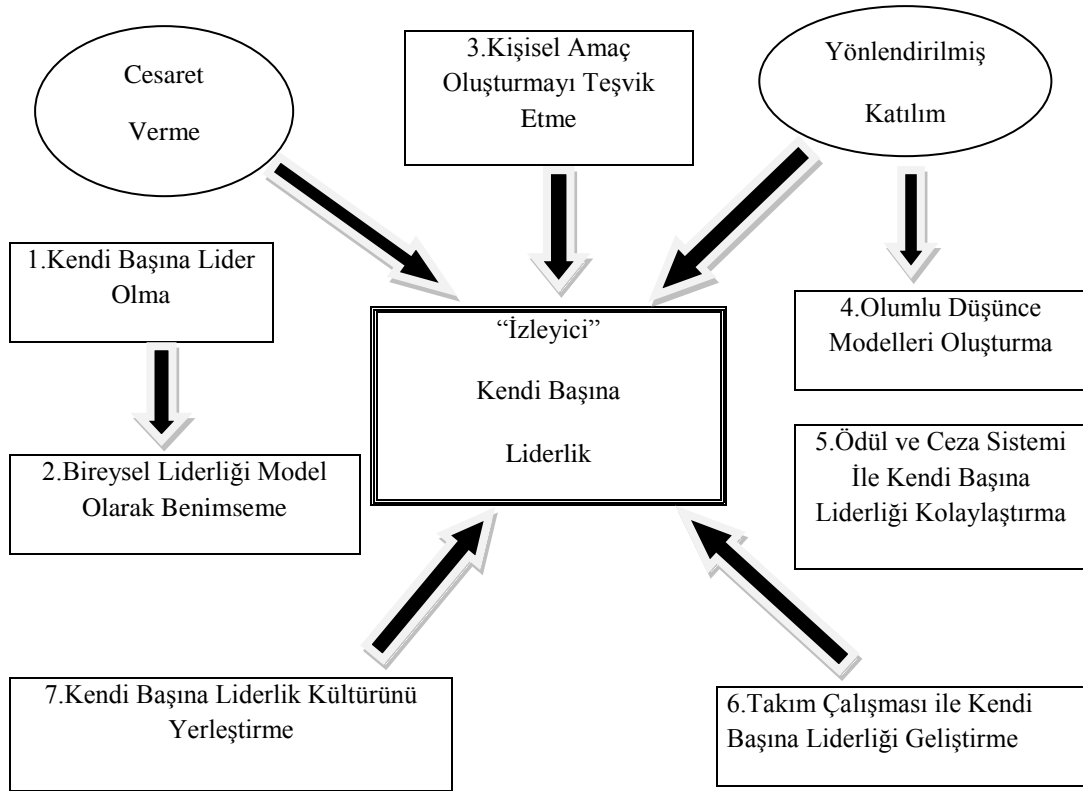 Cesaret
Verme
3.Kişisel Amaç
Oluşturmayı Teşvik
Etme
Yönlendirilmiş
Katılım
1.Kendi Başına Lider
Olma
“İzleyici”
Kendi Başına
Liderlik
4.Olumlu Düşünce
Modelleri Oluşturma
2.Bireysel Liderliği Model
Olarak Benimseme
5.Ödül ve Ceza Sistemi
İle Kendi Başına
Liderliği Kolaylaştırma
7.Kendi Başına Liderlik Kültürünü
Yerleştirme
6.Takım Çalışması ile Kendi
Başına Liderliği Geliştirme